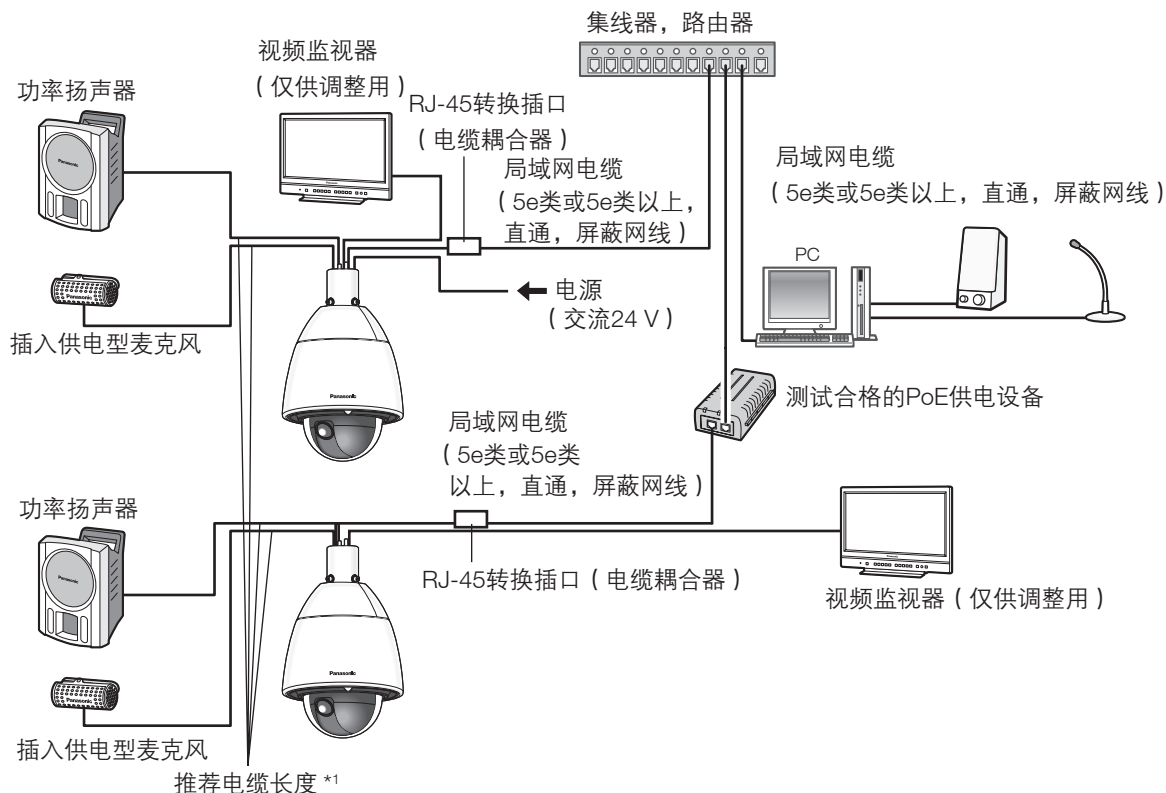 集线器，路由器
视频监视器
（仅供调整用）
功率扬声器
RJ-45转换插口
（电缆耦合器）
局域网电缆
（5e类或5e类以上，
直通，屏蔽网线）
局域网电缆
（5e类或5e类以上，直通，屏蔽网线）
Panasonic
PC
电源
（交流24 V）
Panasonic
插入供电型麦克风
Panasonic
测试合格的PoE供电设备
局域网电缆
（5e类或5e类
以上，直通，屏蔽网线）
功率扬声器
Panasonic
RJ-45转换插口（电缆耦合器）
视频监视器（仅供调整用）
Panasonic
Panasonic
插入供电型麦克风
推荐电缆长度 *1